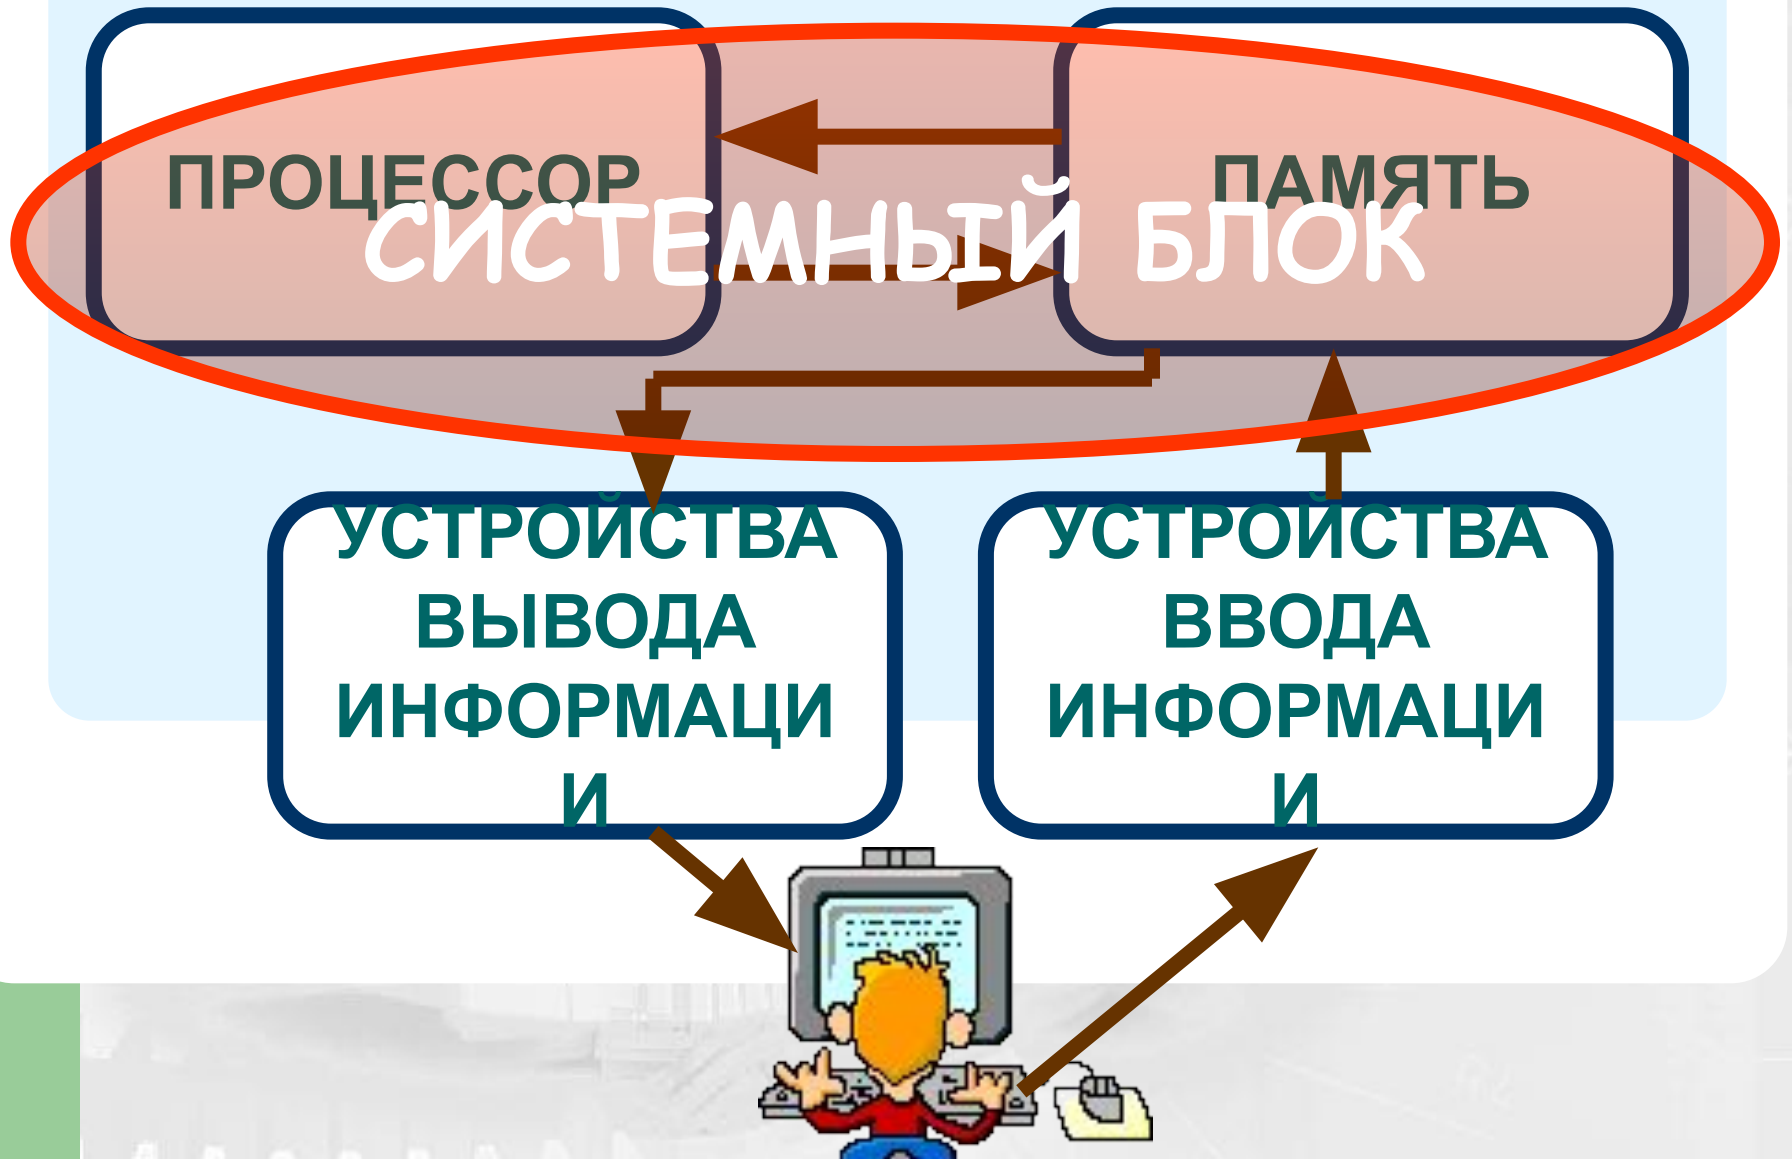 ПРОЦЕССОР
ПАМЯТЬ
СИСТЕМНЫЙ БЛОК
УСТРОЙСТВА
ВЫВОДА
ИНФОРМАЦИ
И
УСТРОЙСТВА
ВВОДА
ИНФОРМАЦИ
И